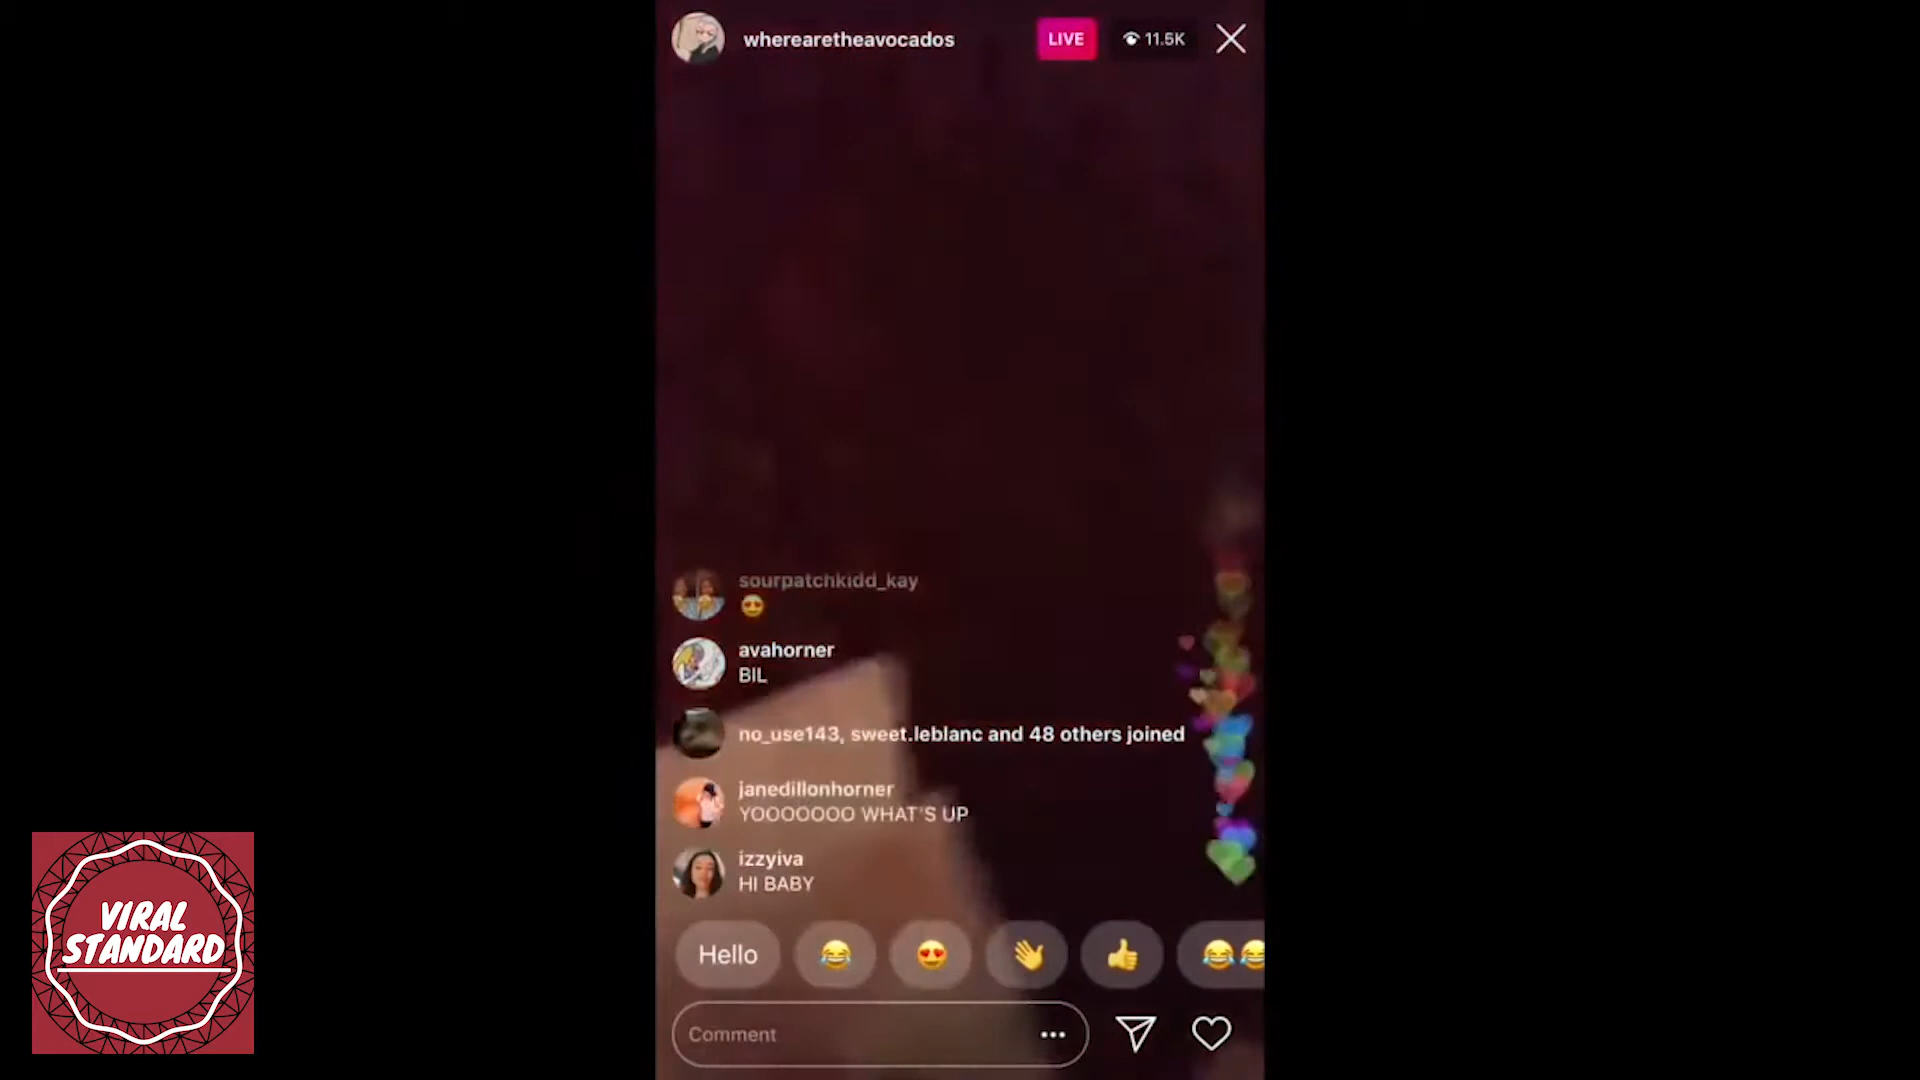 wherearetheavocados
LIVE
11.5K
sourpatchkidd_kay
avahorner
BIL
no_use143, sweet.leblanc and 48 others joined
janedillonhorner
YOOOOOOO WHAT'S UP
izzyiva
HI BABY
Hello
Comment
VIRAL
STANDARD